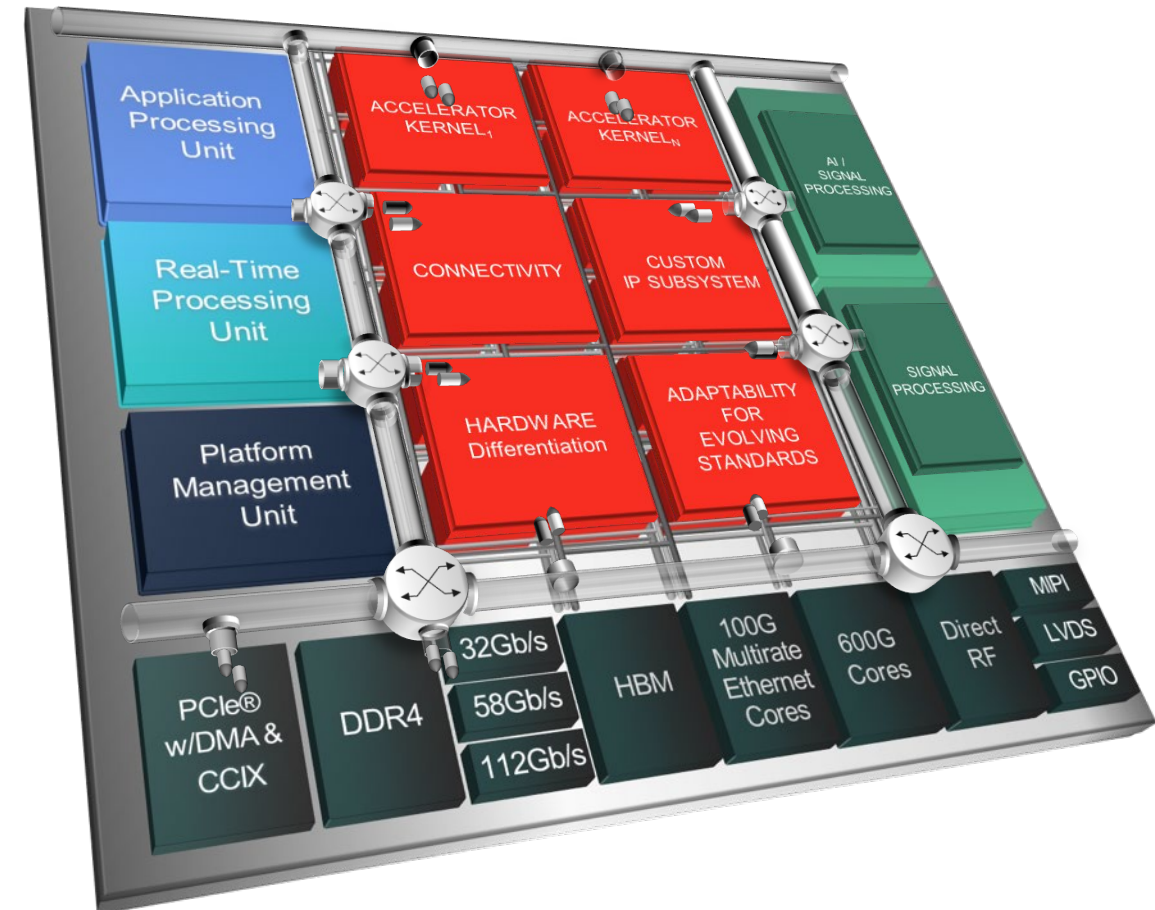 Application
Processing
Unit
ACCELERATOR
KERNEL₁
ACCELERATOR
KERNELₙ
AI /
SIGNAL
PROCESSING
Real-Time
Processing
Unit
CONNECTIVITY
CUSTOM
IP SUBSYSTEM
SIGNAL
PROCESSING
Platform
Management
Unit
HARDWARE
Differentiation
ADAPTABILITY
FOR
EVOLVING
STANDARDS
PCIe®
w/DMA &
CCIX
DDR4
32Gb/s
58Gb/s
112Gb/s
HBM
100G
Multirate
Ethernet
Cores
600G
Cores
Direct
RF
MIPI
LVDS
GPIO